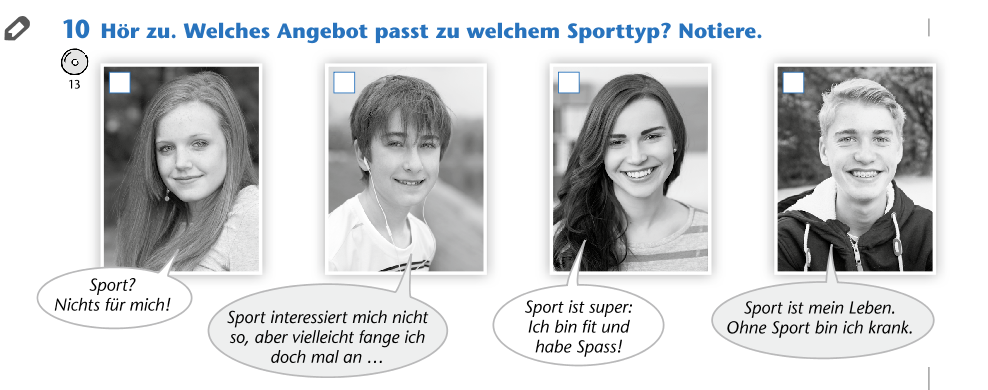 10 Hör zu. Welches Angebot passt zu welchem Sporttyp? Notiere.
13
Sport?
Nichts für mich!
Sport interessiert mich nicht
so, aber vielleicht fange ich
doch mal an …
Sport ist super:
Ich bin fit und
habe Spass!
Sport ist mein Leben.
Ohne Sport bin ich krank.